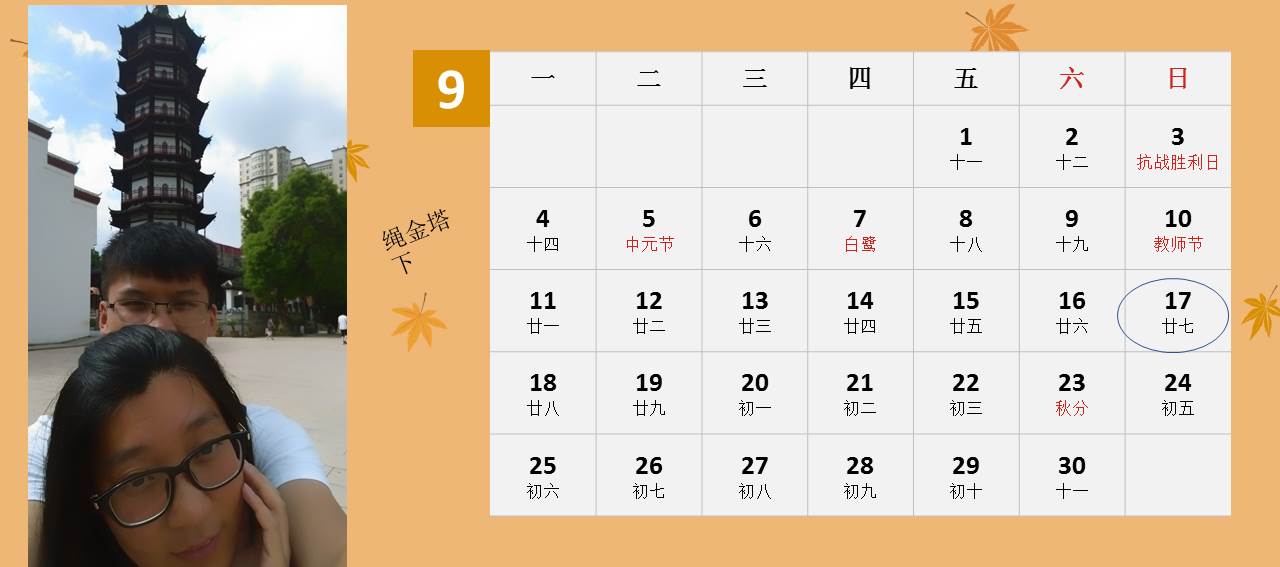 绳金塔
下
9
一 二 三 四 五 六 日
1 2 3
十一 十二 抗战胜利日
4 5 6 7 8 9 10
十四 中元节 十六 白鹭 十八 十九 教师节
11 12 13 14 15 16 17
廿一 廿二 廿三 廿四 廿五 廿六 廿七
18 19 20 21 22 23 24
廿八 廿九 初一 初二 初三 秋分 初五
25 26 27 28 29 30
初六 初七 初八 初九 初十 十一